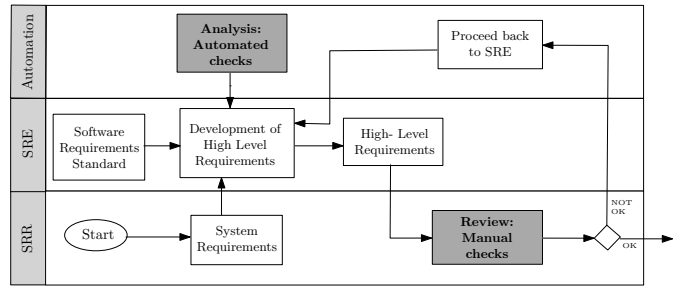 Automation
Analysis:
Automated
checks
Proceed back
to SRE
SRE
Software
Requirements
Standard
Development of
High Level
Requirements
High- Level
Requirements
SRR
Start
System
Requirements
Review:
Manual
checks
NOT
OK
OK